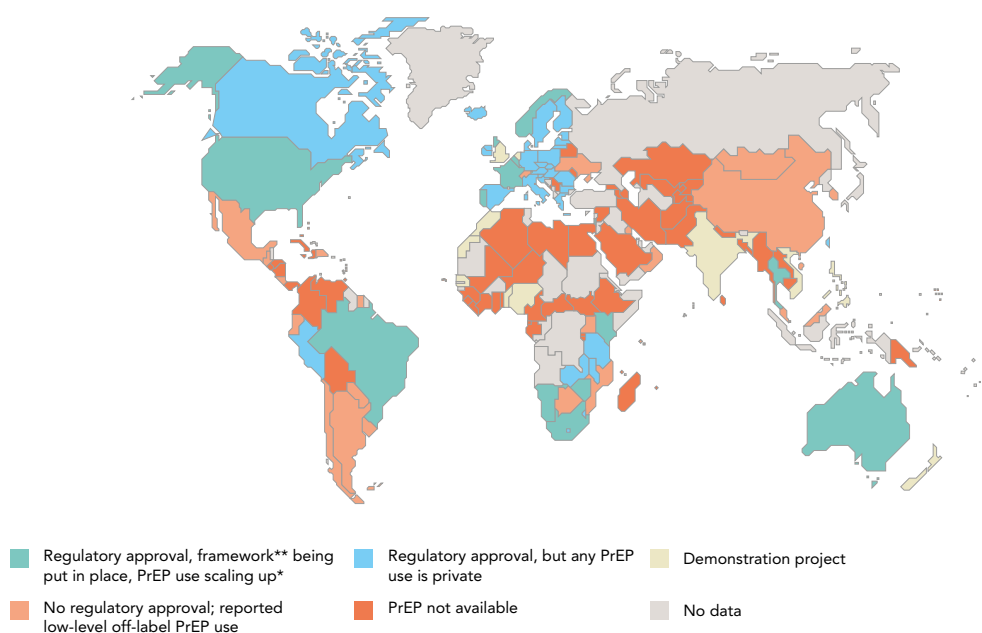 Regulatory approval, framework** being
put in place, PrEP use scaling up*
Regulatory approval, but any PrEP
use is private
Demonstration project
No regulatory approval; reported
low-level off-label PrEP use
PrEP not available
No data